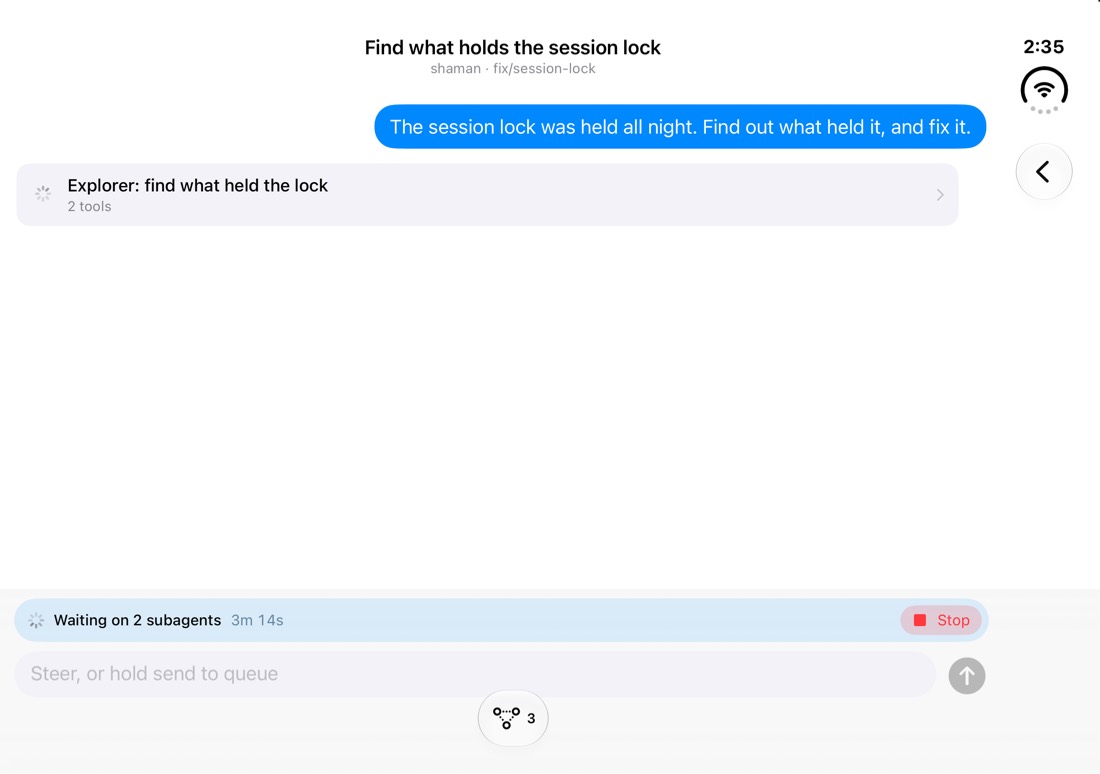 Find what holds the session lock
shaman · fix/session-lock
2:35
The session lock was held all night. Find out what held it, and fix it.
Explorer: find what held the lock
2 tools
Waiting on 2 subagents 3m 14s
Stop
Steer, or hold send to queue
3